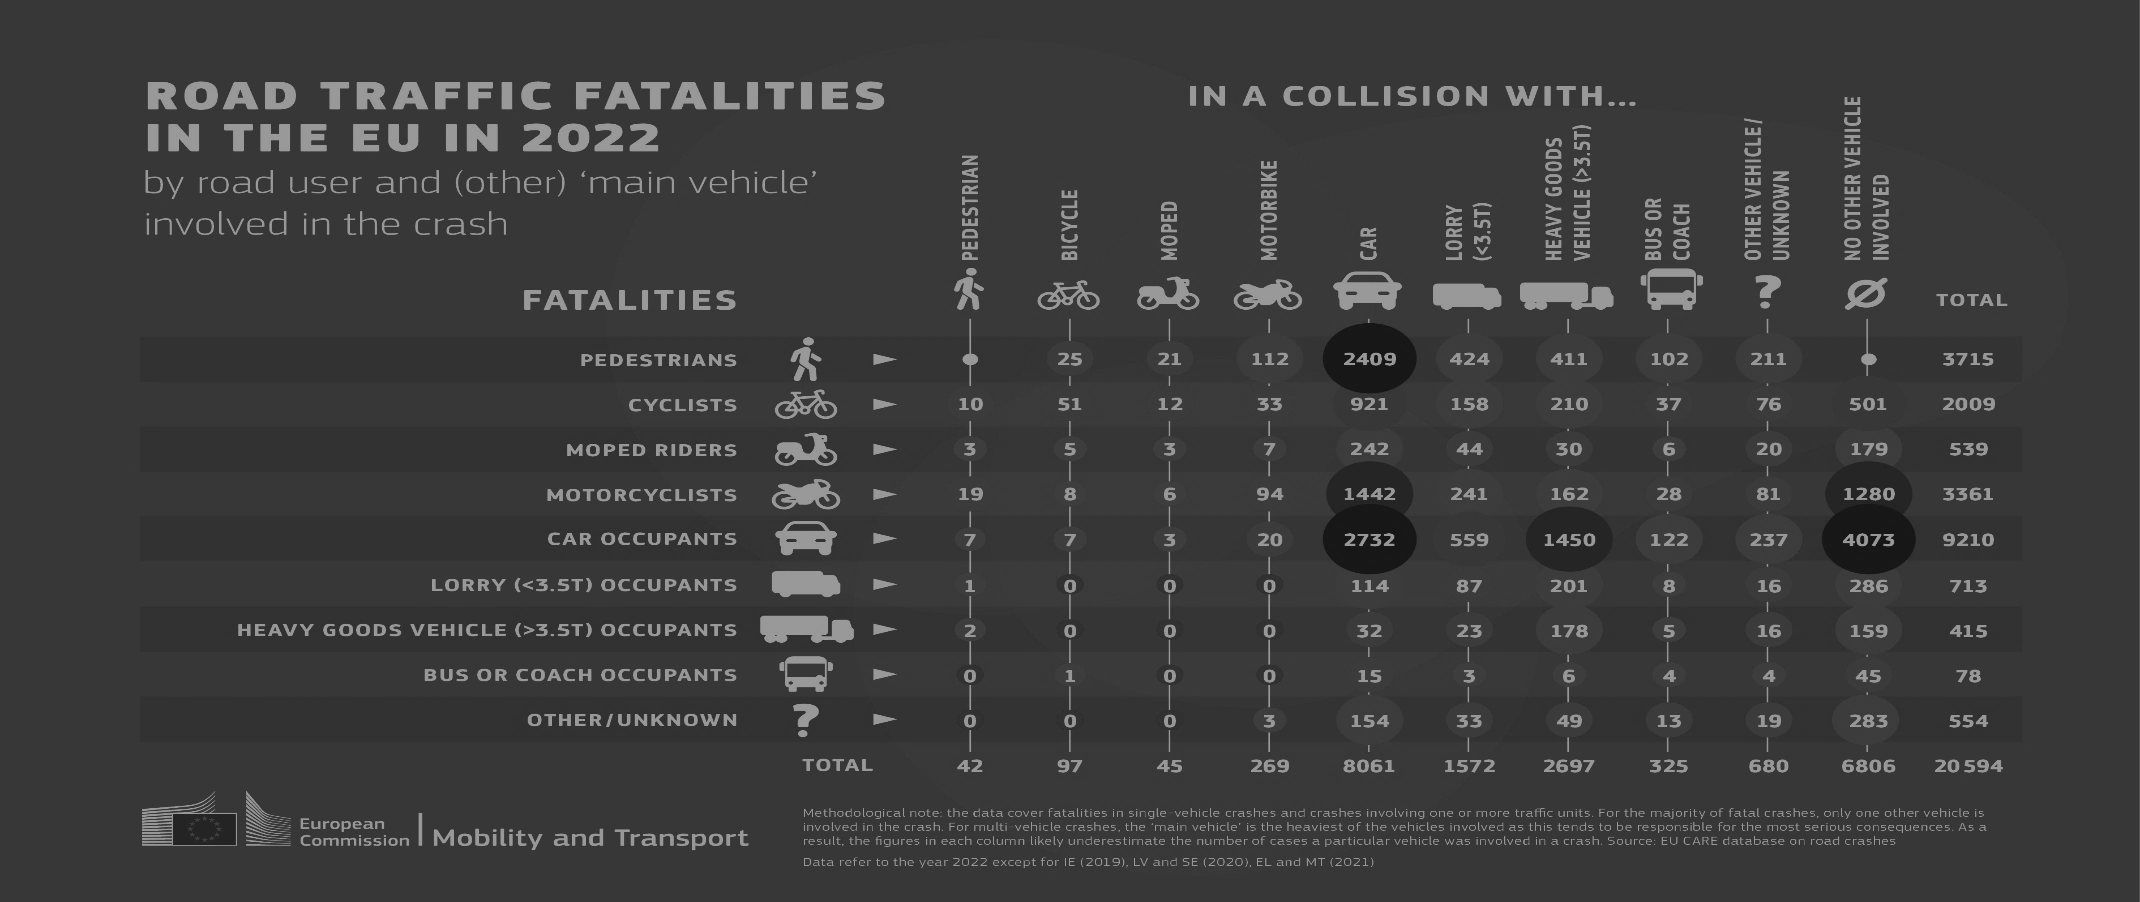 ROAD TRAFFIC FATALITIES
IN THE EU IN 2022
by road user and (other) ‘main vehicle’
involved in the crash
IN A COLLISION WITH...
PEDESTRIAN
BICYCLE
MOPED
MOTORBIKE
CAR
LORRY
(<3.5T)
HEAVY GOODS
VEHICLE (>3.5T)
BUS OR
COACH
OTHER VEHICLE/
UNKNOWN
NO OTHER VEHICLE
INVOLVED
FATALITIES ? TOTAL
PEDESTRIANS 25 21 112 2409 424 411 102 211 3715
CYCLISTS 10 51 12 33 921 158 210 37 76 501 2009
MOPED RIDERS 3 5 3 7 242 44 30 6 20 179 539
MOTORCYCLISTS 19 8 6 94 1442 241 162 28 81 1280 3361
CAR OCCUPANTS 7 7 3 20 2732 559 1450 122 237 4073 9210
LORRY (<3.5T) OCCUPANTS 1 0 0 0 114 87 201 8 16 286 713
HEAVY GOODS VEHICLE (>3.5T) OCCUPANTS 2 0 0 0 32 23 178 5 16 159 415
BUS OR COACH OCCUPANTS 0 1 0 0 15 3 6 4 4 45 78
OTHER/UNKNOWN ? 0 0 0 3 154 33 49 13 19 283 554
TOTAL 42 97 45 269 8061 1572 2697 325 680 6806 20 594
European
Commission
Mobility and Transport
Methodological note: the data cover fatalities in single-vehicle crashes and crashes involving one or more traffic units. For the majority of fatal crashes, only one other vehicle is
involved in the crash. For multi-vehicle crashes, the ‘main vehicle’ is the heaviest of the vehicles involved as this tends to be responsible for the most serious consequences. As a
result, the figures in each column likely underestimate the number of cases a particular vehicle was involved in a crash. Source: EU CARE database on road crashes
Data refer to the year 2022 except for IE (2019), LV and SE (2020), EL and MT (2021)